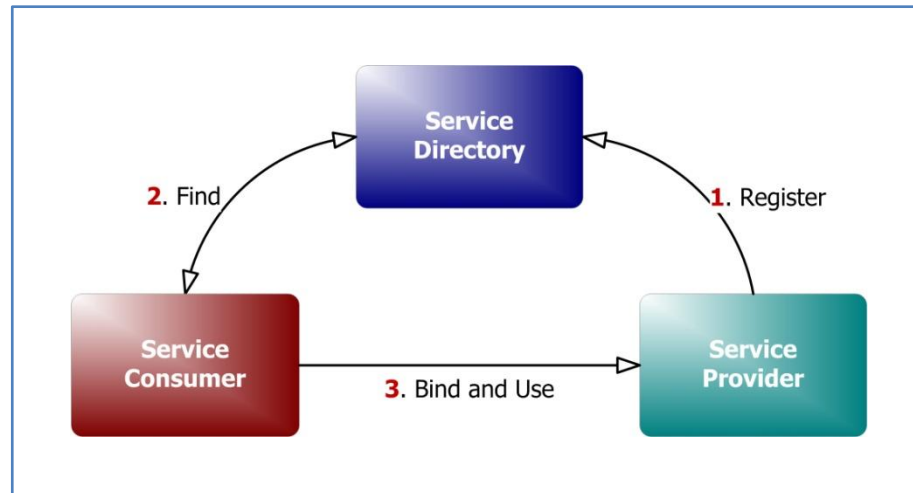 Service
Directory
2. Find
1. Register
Service
Consumer
Service
Provider
3. Bind and Use